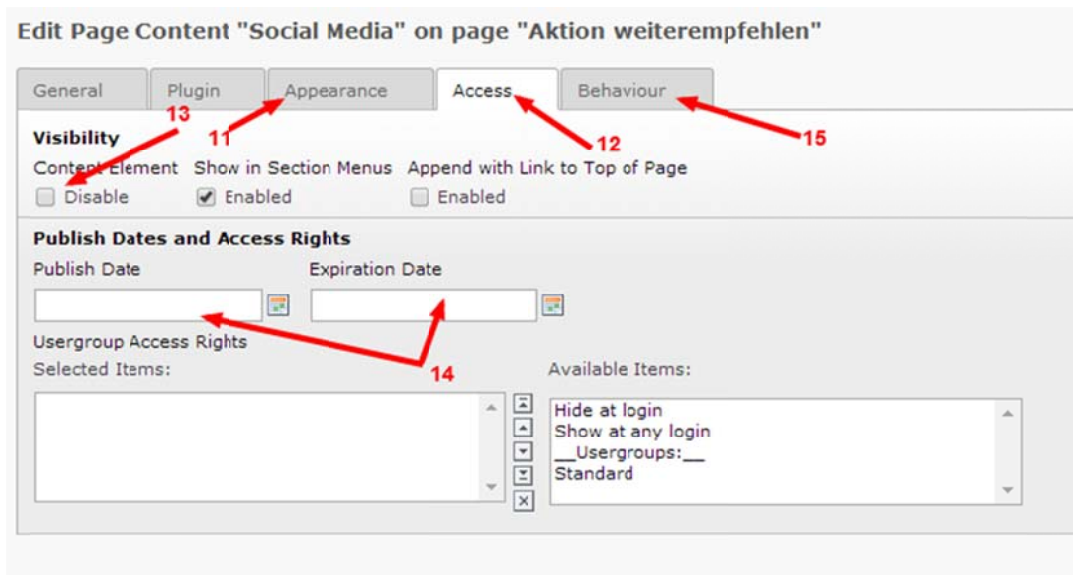 Edit Page Content "Social Media" on page "Aktion weiterempfehlen"
General Plugin Appearance Access Behaviour
13 11 12 15
Visibility
Content Element Show in Section Menus Append with Link to Top of Page
Disable Enabled Enabled
Publish Dates and Access Rights
Publish Date Expiration Date
Usergroup Access Rights
14
Selected Items: Available Items:
Hide at login
Show at any login
__Usergroups:__
Standard